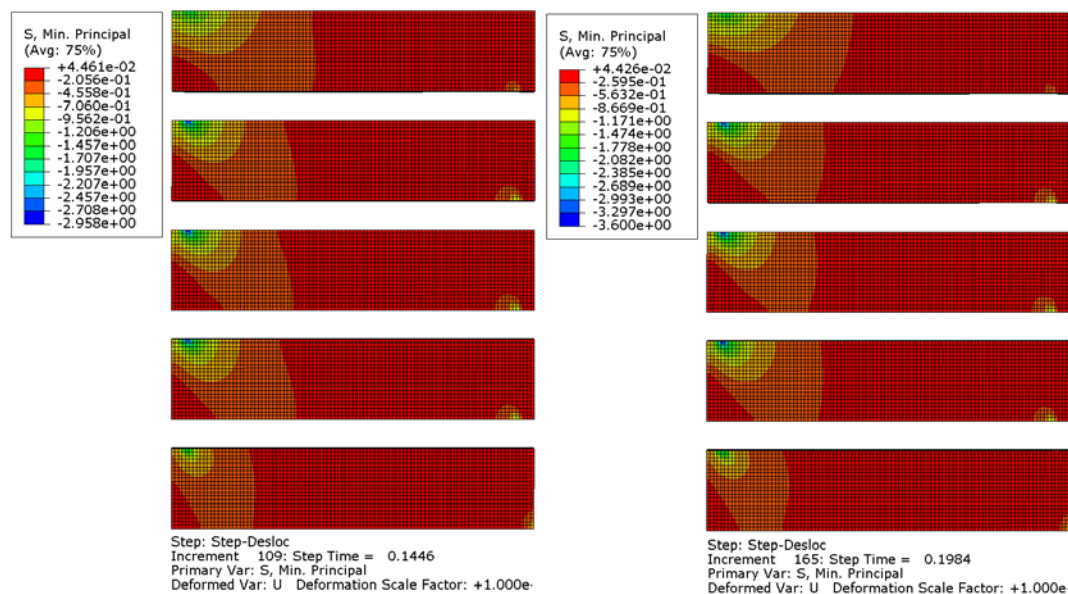 S, Min. Principal
(Avg: 75%)
+4.461e-02
-2.056e-01
-4.558e-01
-7.060e-01
-9.562e-01
-1.206e+00
-1.457e+00
-1.707e+00
-1.957e+00
-2.207e+00
-2.457e+00
-2.708e+00
-2.958e+00
Step: Step-Desloc
Increment 109: Step Time = 0.1446
Primary Var: S, Min. Principal
Deformed Var: U Deformation Scale Factor: +1.000e-
S, Min. Principal
(Avg: 75%)
+4.426e-02
-2.595e-01
-5.632e-01
-8.669e-01
-1.171e+00
-1.474e+00
-1.778e+00
-2.082e+00
-2.385e+00
-2.689e+00
-2.993e+00
-3.297e+00
-3.600e+00
Step: Step-Desloc
Increment 165: Step Time = 0.1984
Primary Var: S, Min. Principal
Deformed Var: U Deformation Scale Factor: +1.000e